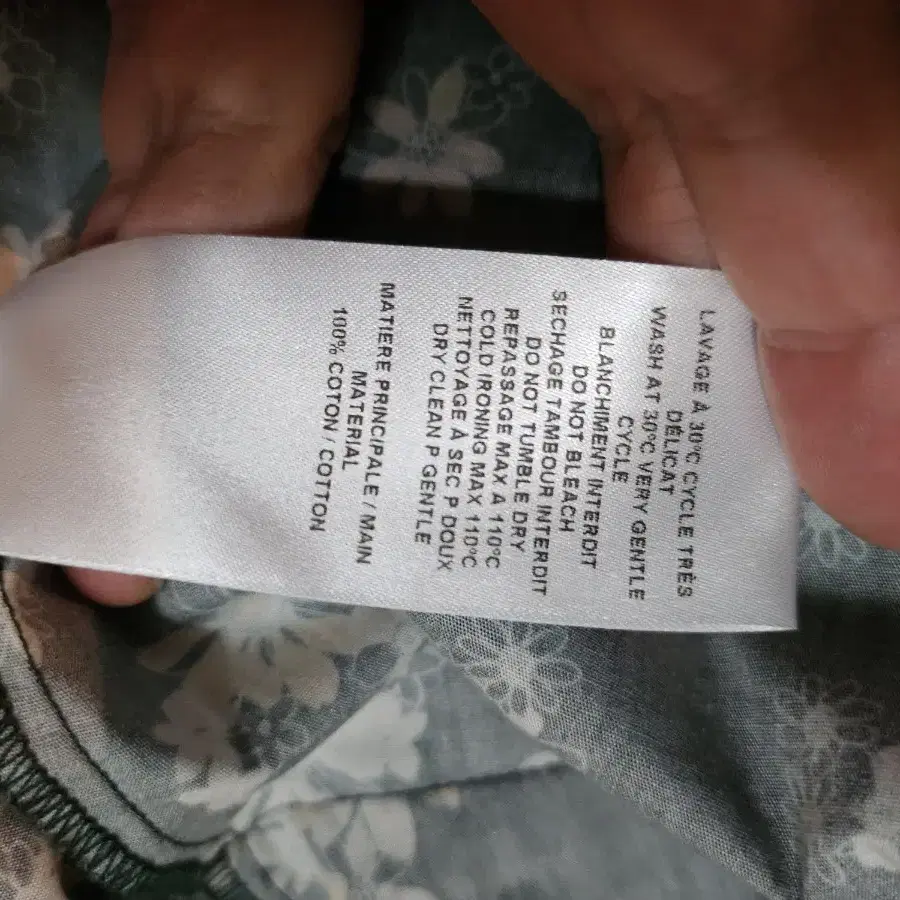 LAVAGE À 30°C CYCLE TRÈS
DÉLICAT
WASH AT 30°C VERY GENTLE
CYCLE
BLANCHIMENT INTERDIT
DO NOT BLEACH
SECHAGE TAMBOUR INTERDIT
DO NOT TUMBLE DRY
REPASSAGE MAX A 110°C
COLD IRONING MAX 110°C
NETTOYAGE À SEC P DOUX
DRY CLEAN P GENTLE
MATIERE PRINCIPALE / MAIN
MATERIAL
100% COTON / COTTON